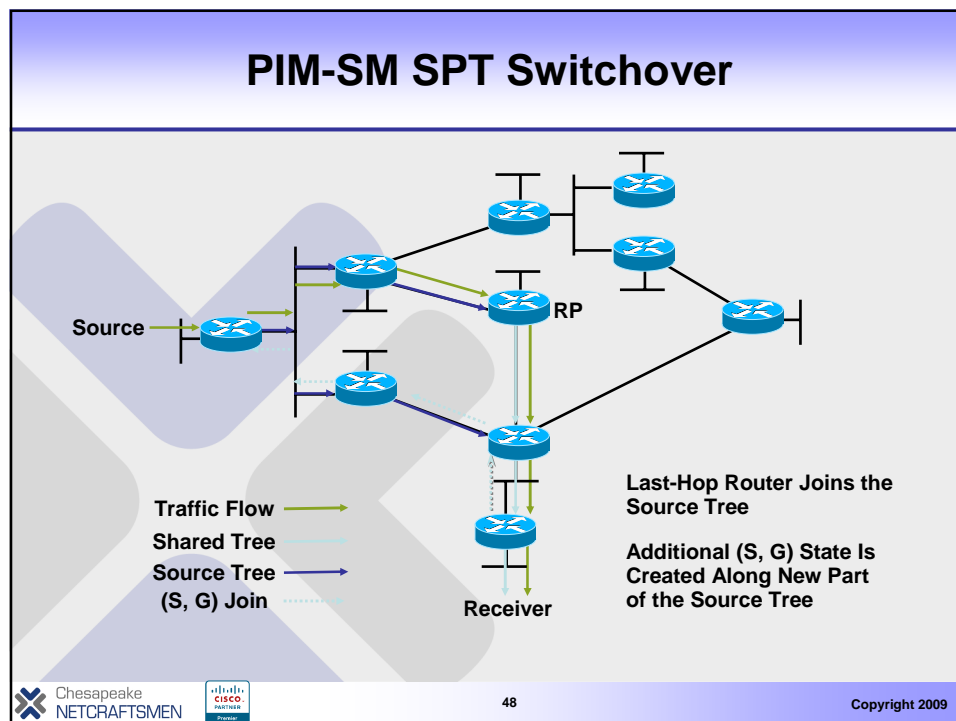 PIM-SM SPT Switchover
Source
RP
Traffic Flow
Shared Tree
Source Tree
(S, G) Join
Receiver
Last-Hop Router Joins the
Source Tree
Additional (S, G) State Is
Created Along New Part
of the Source Tree
Chesapeake
NETCRAFTSMEN
CISCO
PARTNER
Premier
48
Copyright 2009